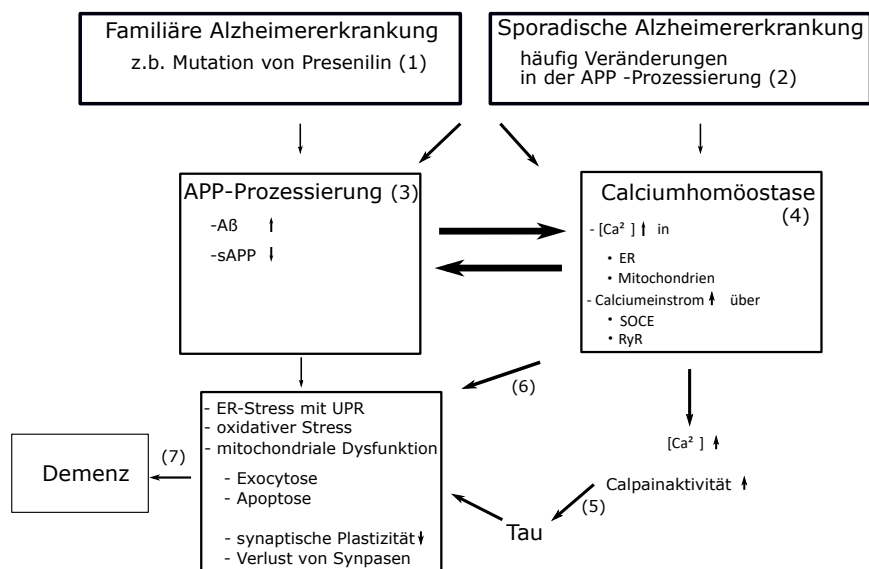 Familiäre Alzheimererkrankung
z.b. Mutation von Presenilin (1)
Sporadische Alzheimererkrankung
häufig Veränderungen
in der APP -Prozessierung (2)
APP-Prozessierung (3)
-Aß ↑
-sAPP ↓
Calciumhomöostase
(4)
- [Ca² ] ↑ in
• ER
• Mitochondrien
- Calciumeinstrom ↑ über
• SOCE
• RyR
(6)
- ER-Stress mit UPR
- oxidativer Stress
- mitochondriale Dysfunktion
- Exocytose
- Apoptose
- synaptische Plastizität ↓
- Verlust von Synpasen
[Ca² ] ↑
Calpainaktivität ↑
(5)
Tau
(7)
Demenz